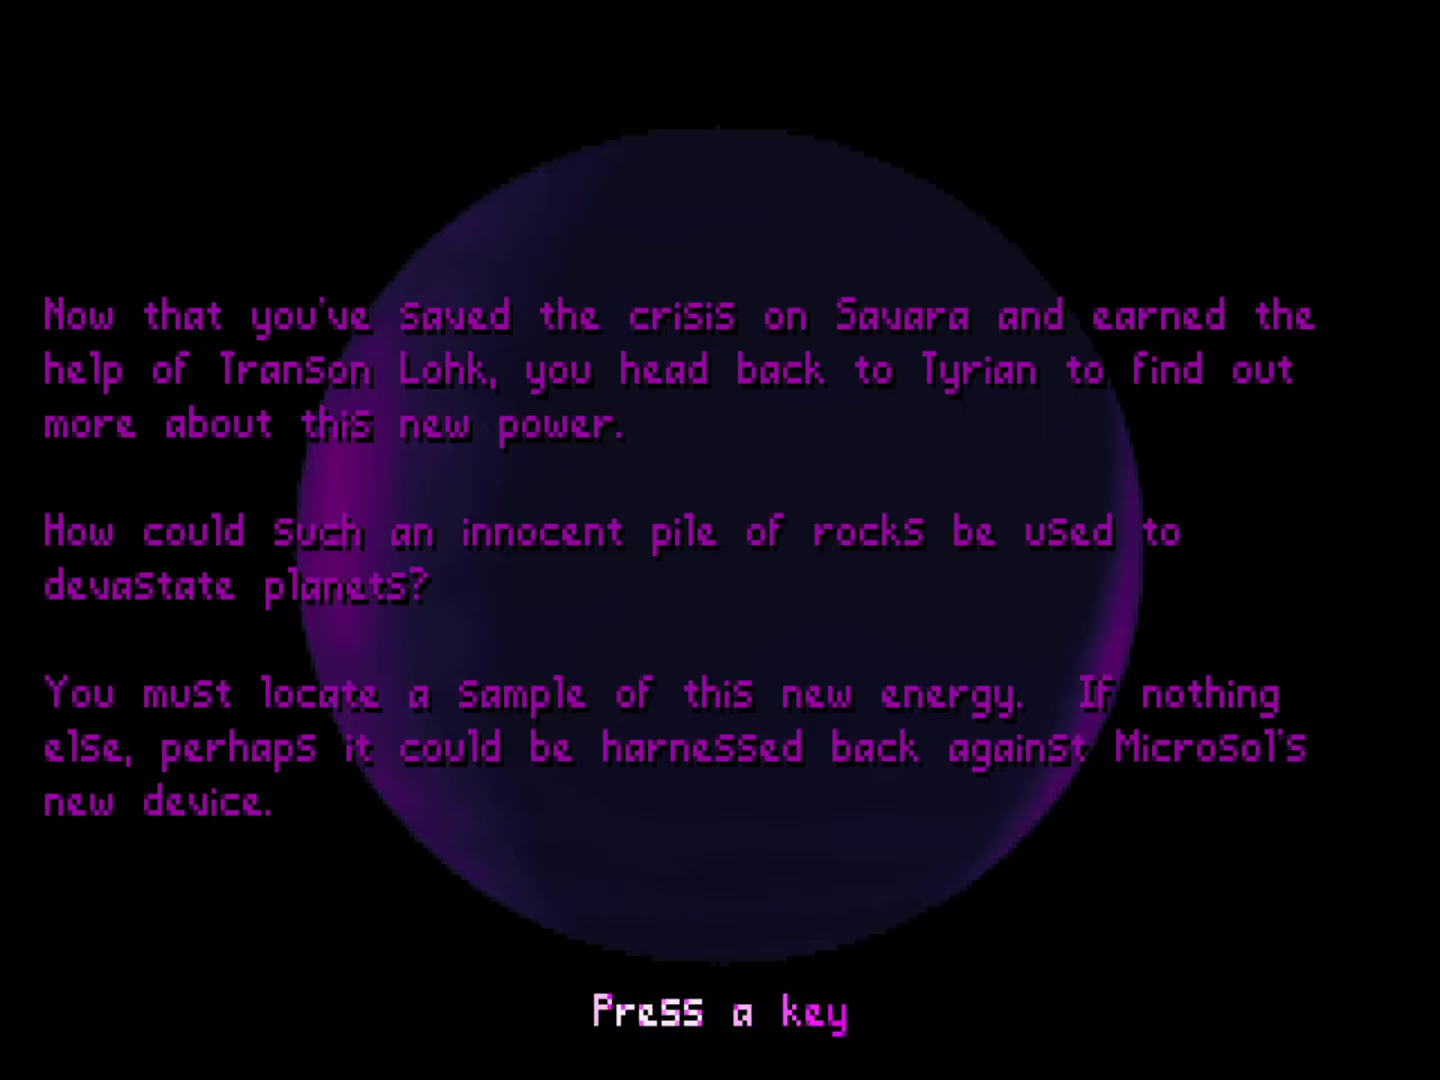 Now that you've saved the crisis on Savara and earned the
help of Transon Lohk, you head back to Tyrian to find out
more about this new power.
How could such an innocent pile of rocks be used to
devastate planets?
You must locate a sample of this new energy.  If nothing
else, perhaps it could be harnessed back against Microsol's
new device.
Press a key